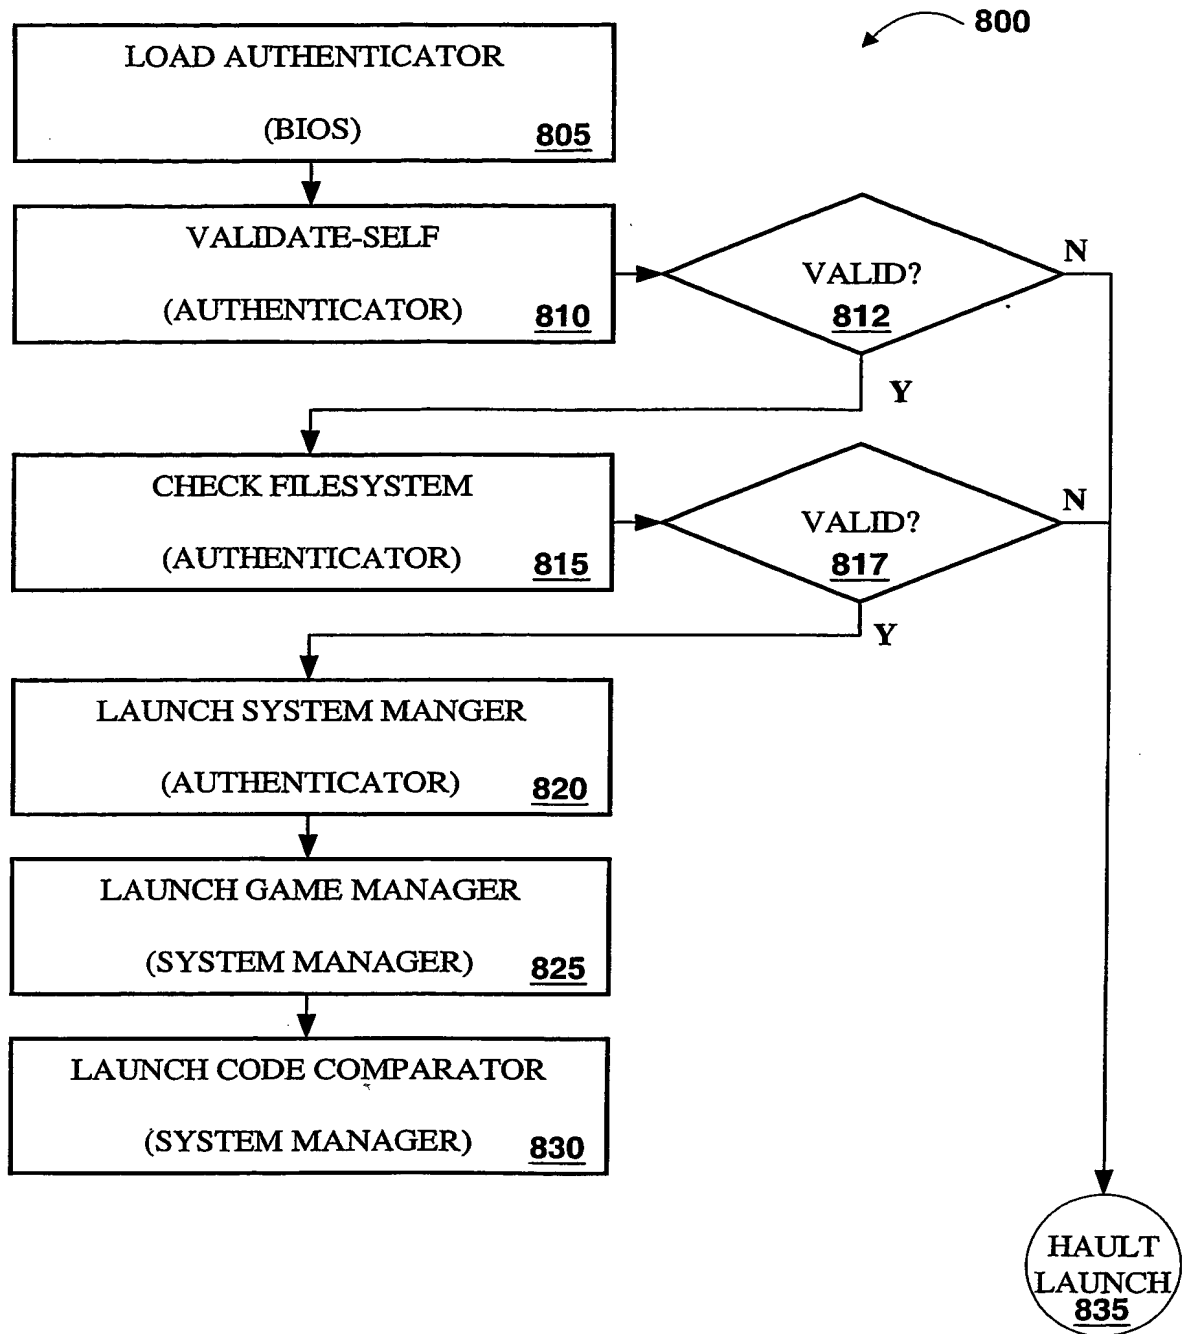 800
LOAD AUTHENTICATOR
(BIOS) 805
VALIDATE-SELF
(AUTHENTICATOR) 810
VALID?
812
N
Y
CHECK FILESYSTEM
(AUTHENTICATOR) 815
VALID?
817
N
Y
LAUNCH SYSTEM MANGER
(AUTHENTICATOR) 820
LAUNCH GAME MANAGER
(SYSTEM MANAGER) 825
LAUNCH CODE COMPARATOR
(SYSTEM MANAGER) 830
HAULT
LAUNCH
835